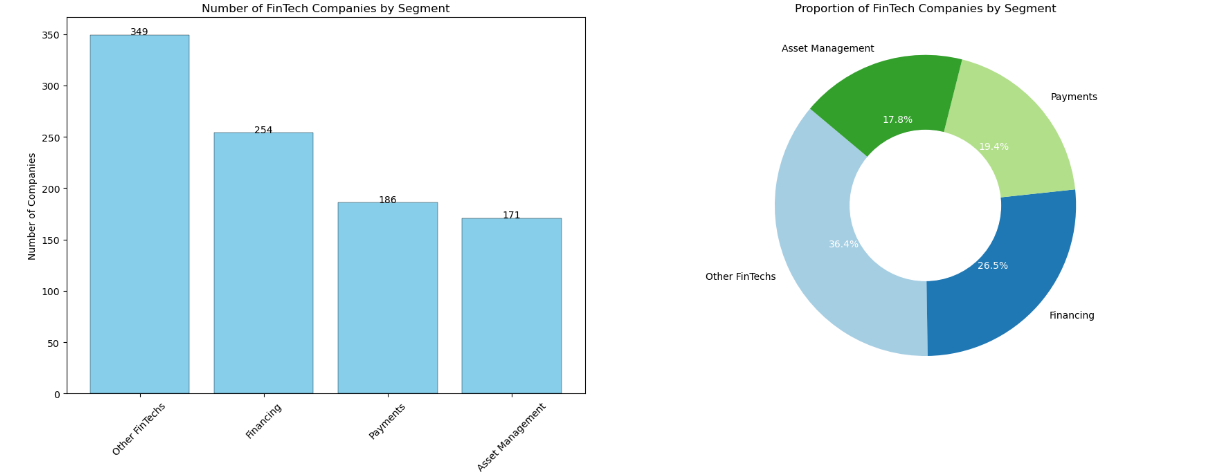 Number of FinTech Companies by Segment
Number of Companies
350
300
250
200
150
100
50
0
349
254
186
171
Other FinTechs
Financing
Payments
Asset Management
Proportion of FinTech Companies by Segment
Asset Management
Payments
17.8%
19.4%
36.4%
26.5%
Other FinTechs
Financing